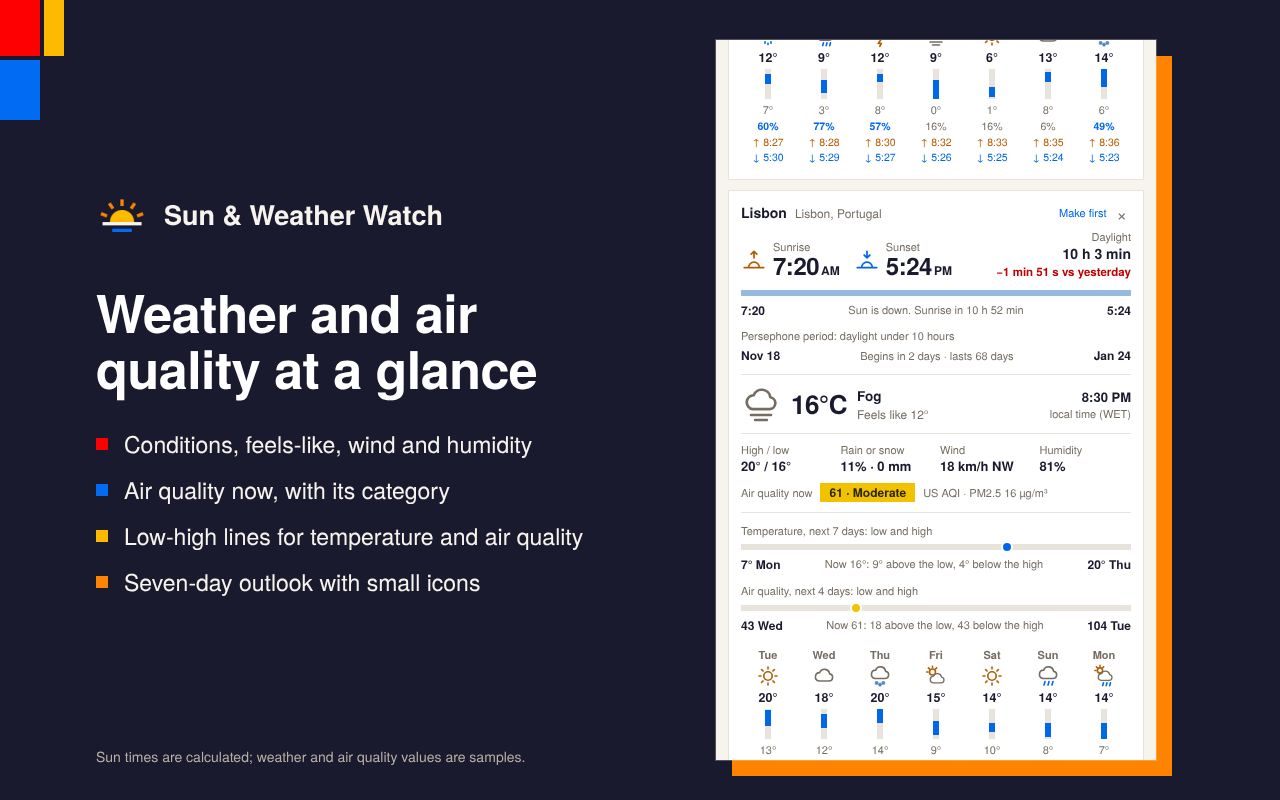 Sun & Weather Watch
Weather and air
quality at a glance
Conditions, feels-like, wind and humidity
Air quality now, with its category
Low-high lines for temperature and air quality
Seven-day outlook with small icons
Sun times are calculated; weather and air quality values are samples.
12° 9° 12° 9° 6° 13° 14°
7° 3° 8° 0° 1° 8° 6°
60% 77% 57% 16% 16% 6% 49%
↑ 8:27 ↑ 8:28 ↑ 8:30 ↑ 8:32 ↑ 8:33 ↑ 8:35 ↑ 8:36
↓ 5:30 ↓ 5:29 ↓ 5:27 ↓ 5:26 ↓ 5:25 ↓ 5:24 ↓ 5:23
Lisbon Lisbon, Portugal Make first ×
Sunrise Sunset Daylight
7:20 AM 5:24 PM 10 h 3 min
−1 min 51 s vs yesterday
7:20 Sun is down. Sunrise in 10 h 52 min 5:24
Persephone period: daylight under 10 hours
Nov 18 Begins in 2 days · lasts 68 days Jan 24
16°C Fog 8:30 PM
Feels like 12° local time (WET)
High / low Rain or snow Wind Humidity
20° / 16° 11% · 0 mm 18 km/h NW 81%
Air quality now 61 · Moderate US AQI · PM2.5 16 µg/m³
Temperature, next 7 days: low and high
7° Mon Now 16°: 9° above the low, 4° below the high 20° Thu
Air quality, next 4 days: low and high
43 Wed Now 61: 18 above the low, 43 below the high 104 Tue
Tue Wed Thu Fri Sat Sun Mon
20° 18° 20° 15° 14° 14° 14°
13° 12° 14° 9° 10° 8° 7°